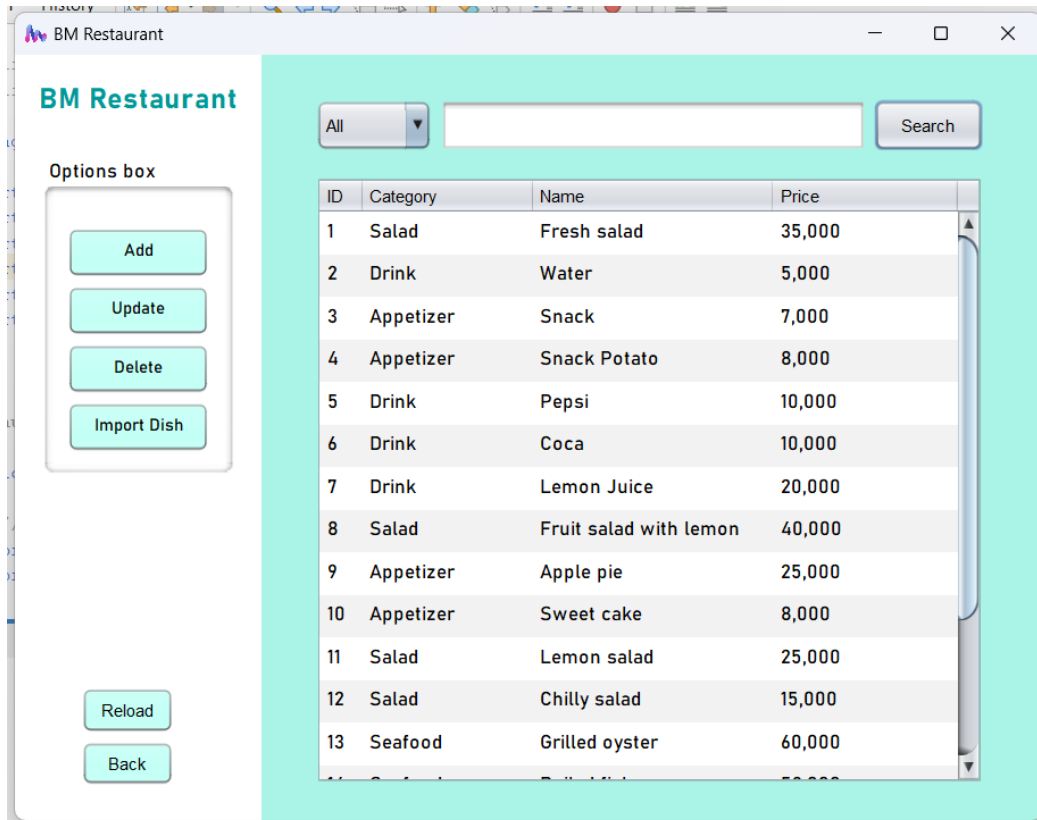 History
BM Restaurant
BM Restaurant
Options box
Add
Update
Delete
Import Dish
Reload
Back
All
Search
ID Category Name Price
1 Salad Fresh salad 35,000
2 Drink Water 5,000
3 Appetizer Snack 7,000
4 Appetizer Snack Potato 8,000
5 Drink Pepsi 10,000
6 Drink Coca 10,000
7 Drink Lemon Juice 20,000
8 Salad Fruit salad with lemon 40,000
9 Appetizer Apple pie 25,000
10 Appetizer Sweet cake 8,000
11 Salad Lemon salad 25,000
12 Salad Chilly salad 15,000
13 Seafood Grilled oyster 60,000